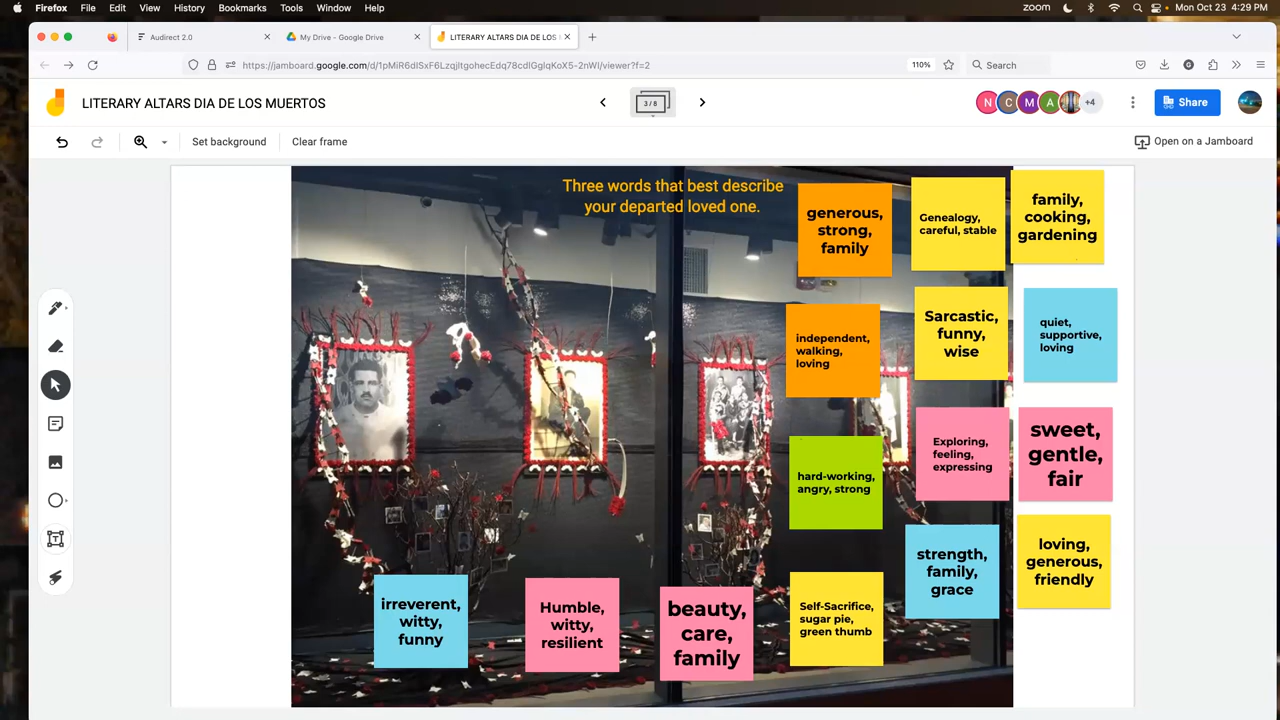 Firefox File Edit View History Bookmarks Tools Window Help
zoom Mon Oct 23 4:29 PM
Audirect 2.0
My Drive - Google Drive
LITERARY ALTARS DIA DE LOS
110%
Search
LITERARY ALTARS DIA DE LOS MUERTOS
3 / 8
N C M A +4
Share
Set background
Clear frame
Open on a Jamboard
Three words that best describe
your departed loved one.
generous,
strong,
family
Genealogy,
careful, stable
family,
cooking,
gardening
independent,
walking,
loving
Sarcastic,
funny,
wise
quiet,
supportive,
loving
hard-working,
angry, strong
Exploring,
feeling,
expressing
sweet,
gentle,
fair
strength,
family,
grace
loving,
generous,
friendly
irreverent,
witty,
funny
Humble,
witty,
resilient
beauty,
care,
family
Self-Sacrifice,
sugar pie,
green thumb